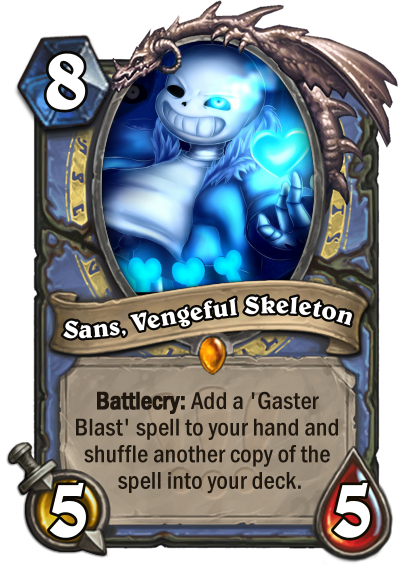 8
Sans, Vengeful Skeleton
Battlecry: Add a 'Gaster
Blast' spell to your hand and
shuffle another copy of the
spell into your deck.
5
5